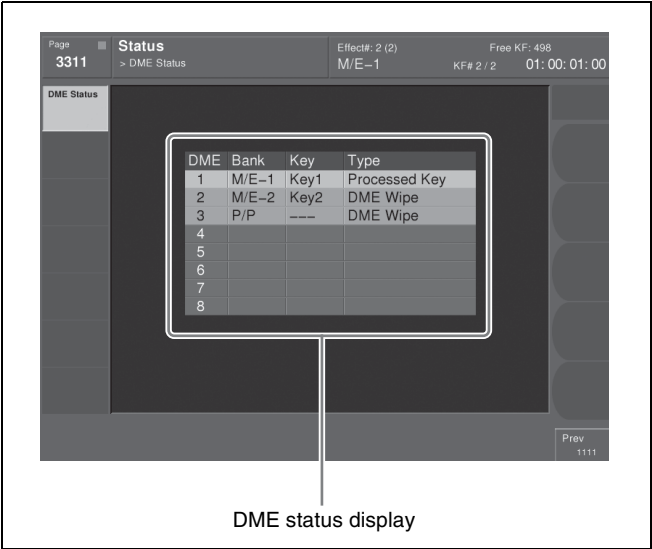 Page
3311
Status
> DME Status
Effect#: 2 (2)
M/E–1
Free KF: 498
KF# 2 / 2
01: 00: 01: 00
DME Status
DME Bank Key Type
1 M/E–1 Key1 Processed Key
2 M/E–2 Key2 DME Wipe
3 P/P ––– DME Wipe
4
5
6
7
8
Prev
1111
DME status display